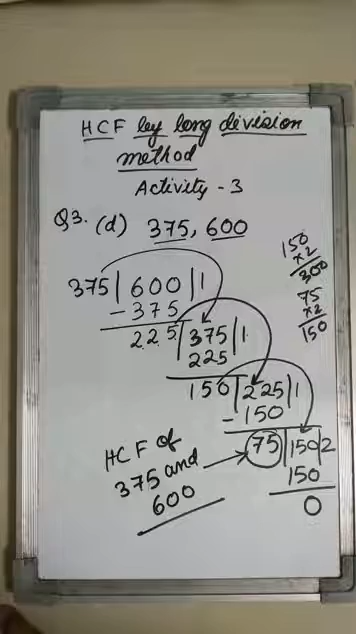 HCF by long division
method
Activity - 3
Q3. (d) 375, 600
150
×2
300
75
×2
150
375| 600 |1
- 375
225 |375|1
225
150 |225|1
- 150
75 |150|2
150
0
HCF of
375 and
600